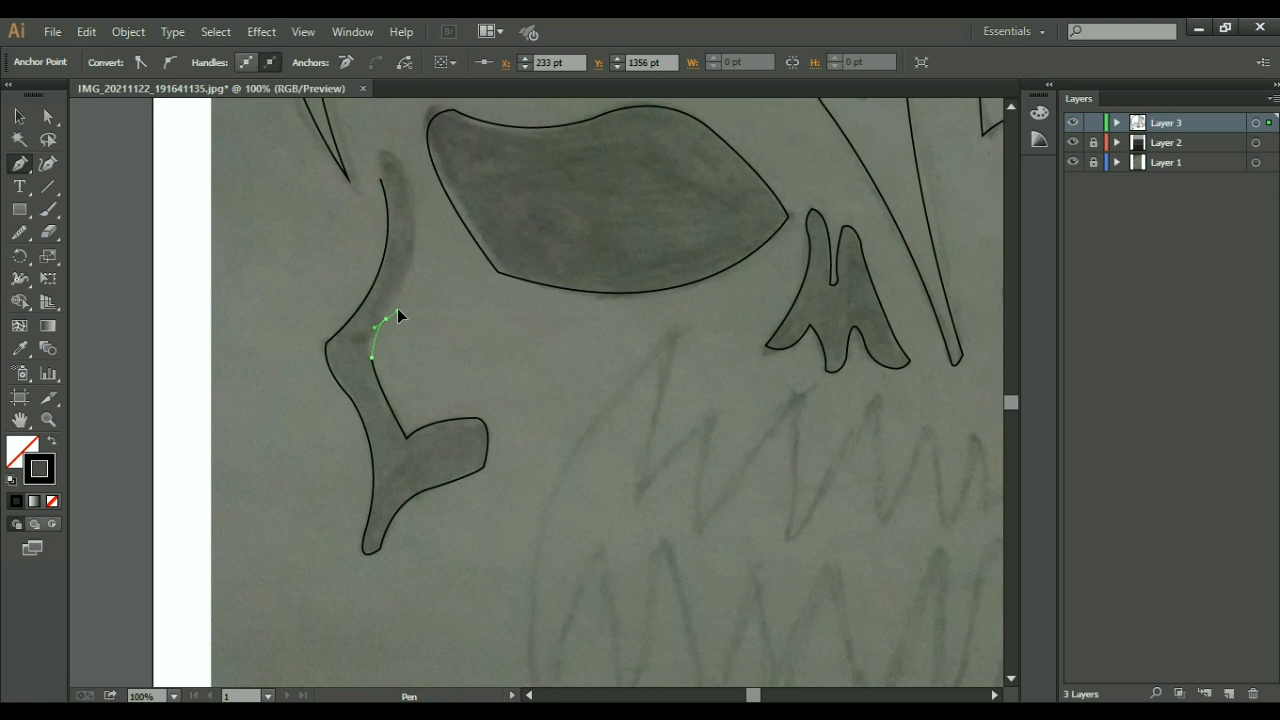 Ai File Edit Object Type Select Effect View Window Help Br Essentials
Anchor Point Convert: Handles: Anchors: X: 233 pt Y: 1356 pt W: 0 pt H: 0 pt
IMG_20211122_191641135.jpg* @ 100% (RGB/Preview) ×
Layers
Layer 3
Layer 2
Layer 1
100% 1 Pen
3 Layers